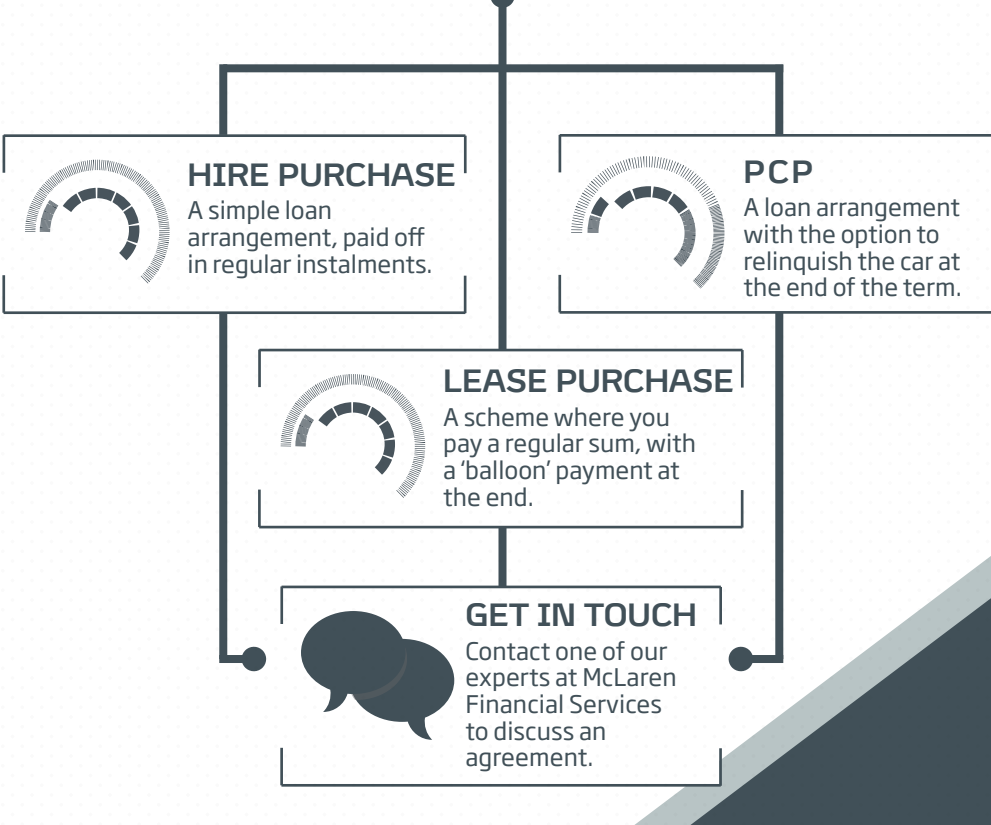 HIRE PURCHASE
A simple loan
arrangement, paid off
in regular instalments.
PCP
A loan arrangement
with the option to
relinquish the car at
the end of the term.
LEASE PURCHASE
A scheme where you
pay a regular sum, with
a ‘balloon’ payment at
the end.
GET IN TOUCH
Contact one of our
experts at McLaren
Financial Services
to discuss an
agreement.